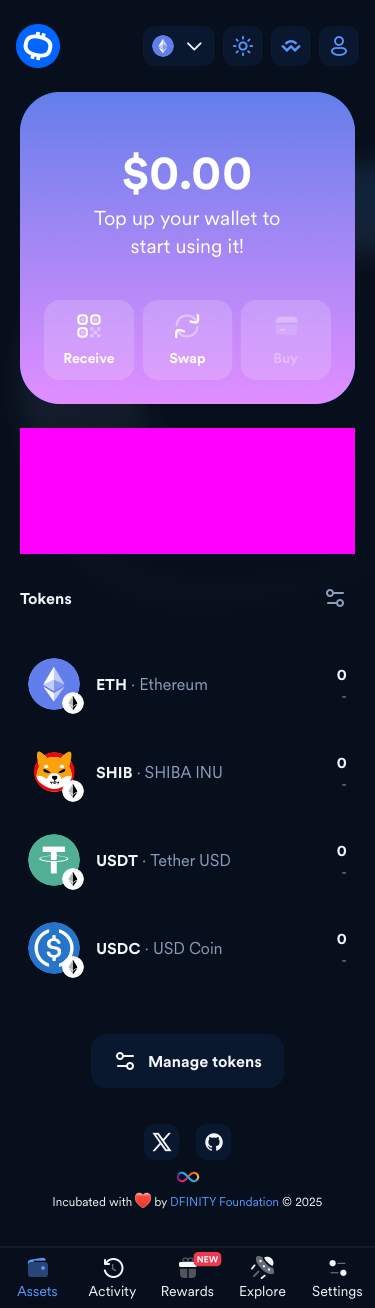 $0.00
Top up your wallet to
start using it!
Receive
Swap
Buy
Tokens
ETH · Ethereum
0
-
SHIB · SHIBA INU
0
-
USDT · Tether USD
0
-
USDC · USD Coin
0
-
Manage tokens
Incubated with ❤️ by DFINITY Foundation © 2025
NEW
Assets
Activity
Rewards
Explore
Settings